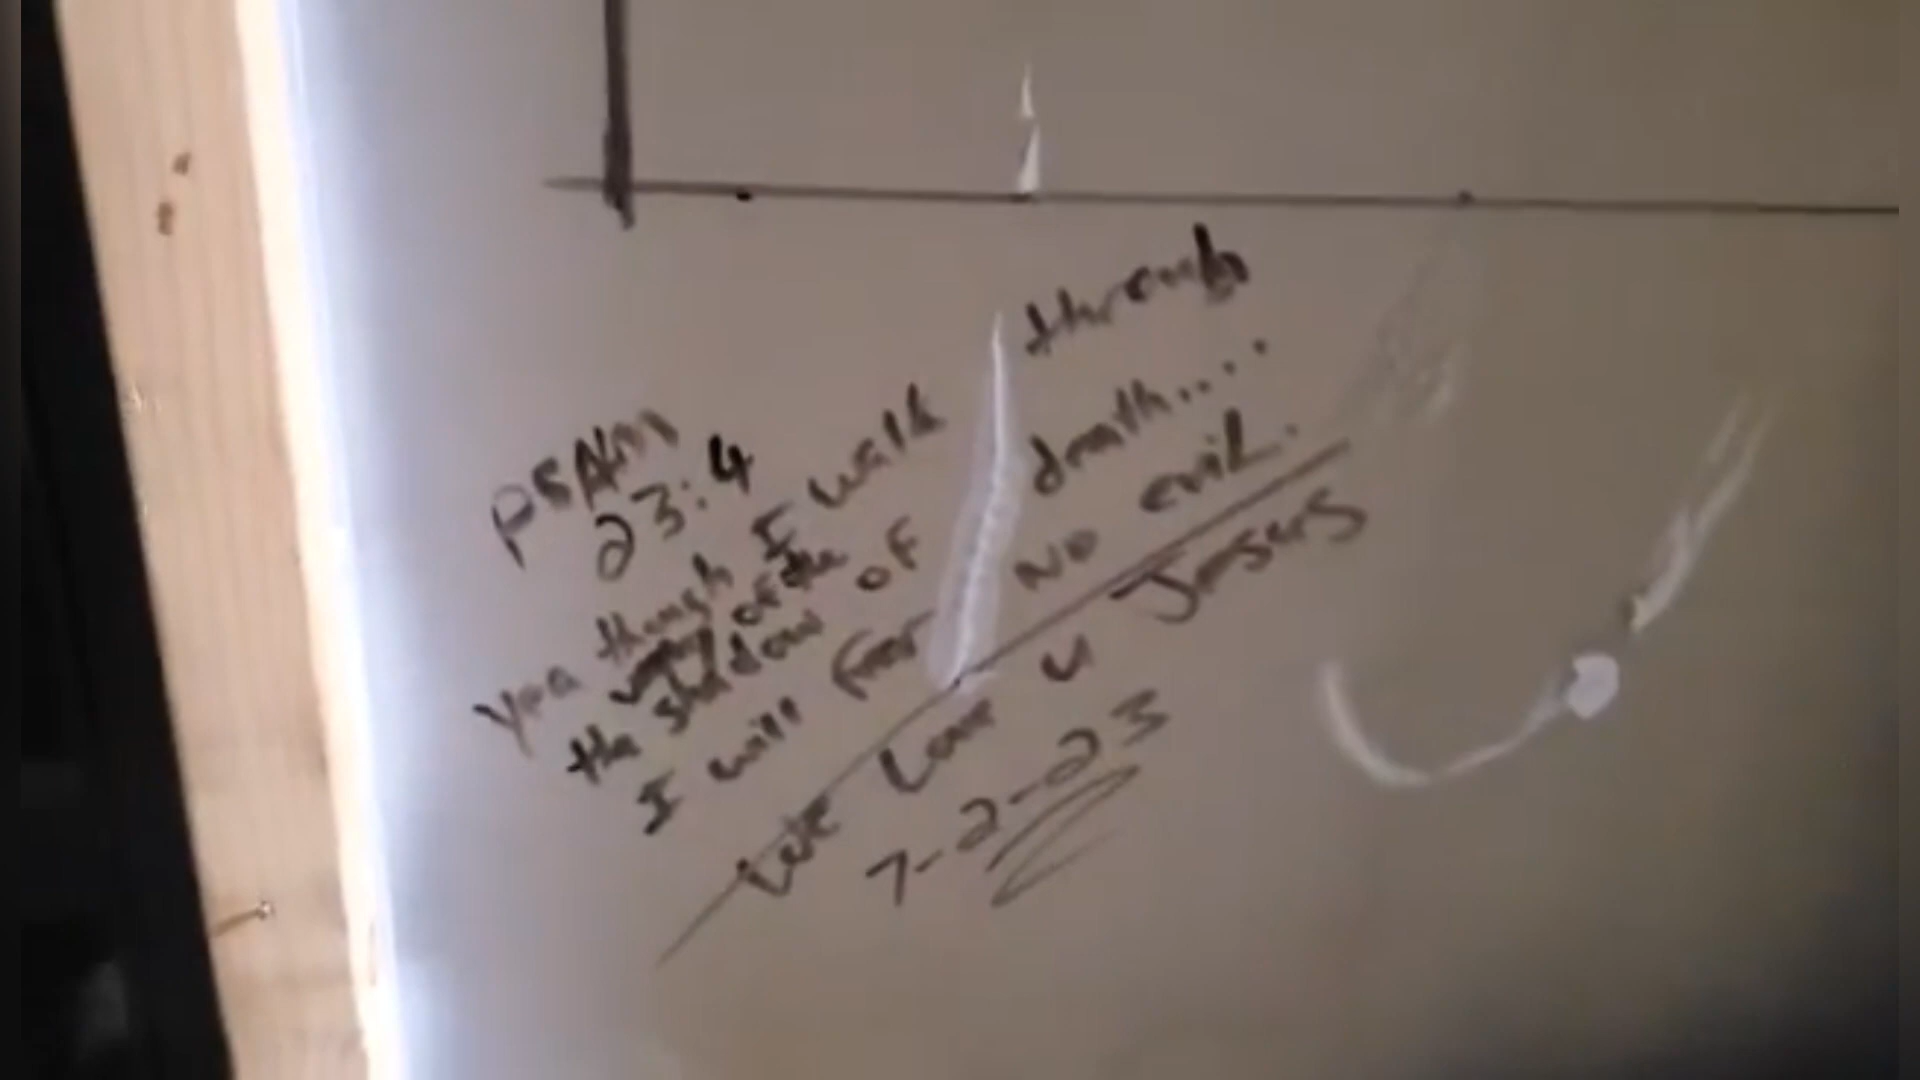 PSAlM
23:4
yea though I walk through
valley of the
the shadow of death....
I will fear NO evil.
we Love u Jesus
7-2-23